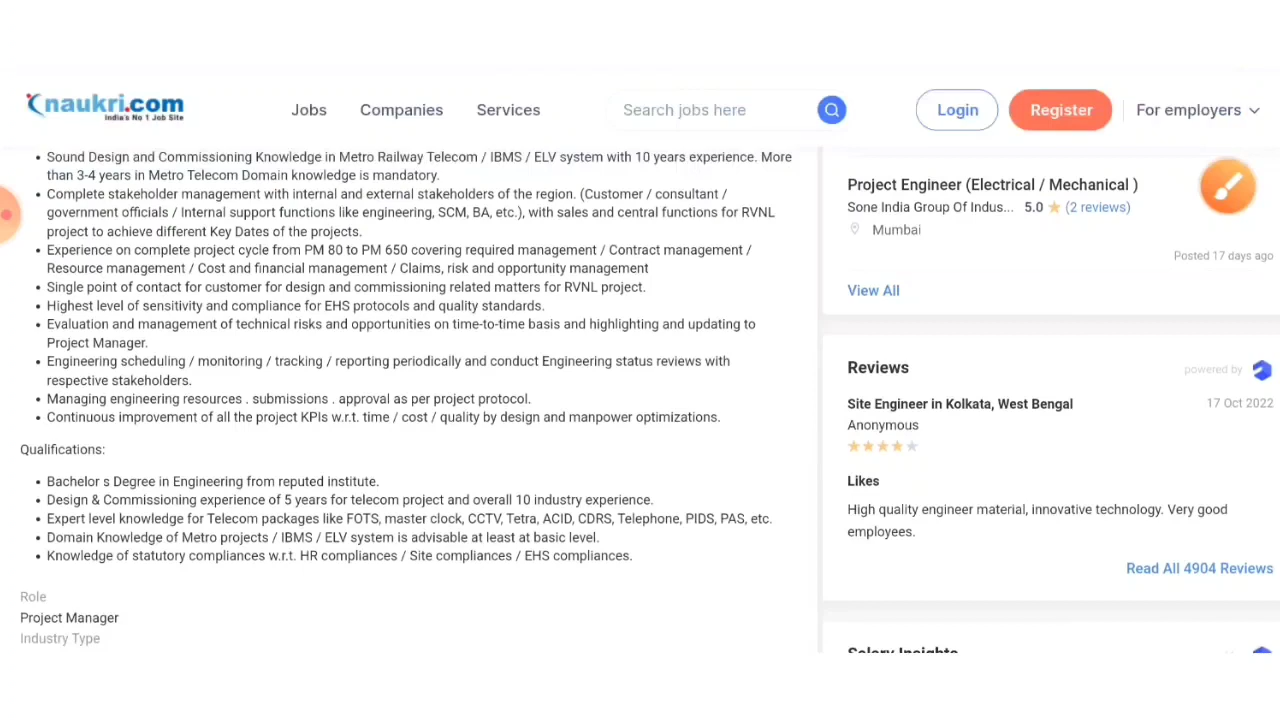 naukri.com
India's No 1 Job Site
Jobs
Companies
Services
Search jobs here
Login
Register
For employers
• Sound Design and Commissioning Knowledge in Metro Railway Telecom / IBMS / ELV system with 10 years experience. More
than 3-4 years in Metro Telecom Domain knowledge is mandatory.
• Complete stakeholder management with internal and external stakeholders of the region. (Customer / consultant /
government officials / Internal support functions like engineering, SCM, BA, etc.), with sales and central functions for RVNL
project to achieve different Key Dates of the projects.
• Experience on complete project cycle from PM 80 to PM 650 covering required management / Contract management /
Resource management / Cost and financial management / Claims, risk and opportunity management
• Single point of contact for customer for design and commissioning related matters for RVNL project.
• Highest level of sensitivity and compliance for EHS protocols and quality standards.
• Evaluation and management of technical risks and opportunities on time-to-time basis and highlighting and updating to
Project Manager.
• Engineering scheduling / monitoring / tracking / reporting periodically and conduct Engineering status reviews with
respective stakeholders.
• Managing engineering resources . submissions . approval as per project protocol.
• Continuous improvement of all the project KPIs w.r.t. time / cost / quality by design and manpower optimizations.
Qualifications:
• Bachelor s Degree in Engineering from reputed institute.
• Design & Commissioning experience of 5 years for telecom project and overall 10 industry experience.
• Expert level knowledge for Telecom packages like FOTS, master clock, CCTV, Tetra, ACID, CDRS, Telephone, PIDS, PAS, etc.
• Domain Knowledge of Metro projects / IBMS / ELV system is advisable at least at basic level.
• Knowledge of statutory compliances w.r.t. HR compliances / Site compliances / EHS compliances.
Role
Project Manager
Industry Type
Project Engineer (Electrical / Mechanical )
Sone India Group Of Indus... 5.0 ★ (2 reviews)
Mumbai
Posted 17 days ago
View All
Reviews
powered by
Site Engineer in Kolkata, West Bengal
17 Oct 2022
Anonymous
Likes
High quality engineer material, innovative technology. Very good
employees.
Read All 4904 Reviews
Salary Insights